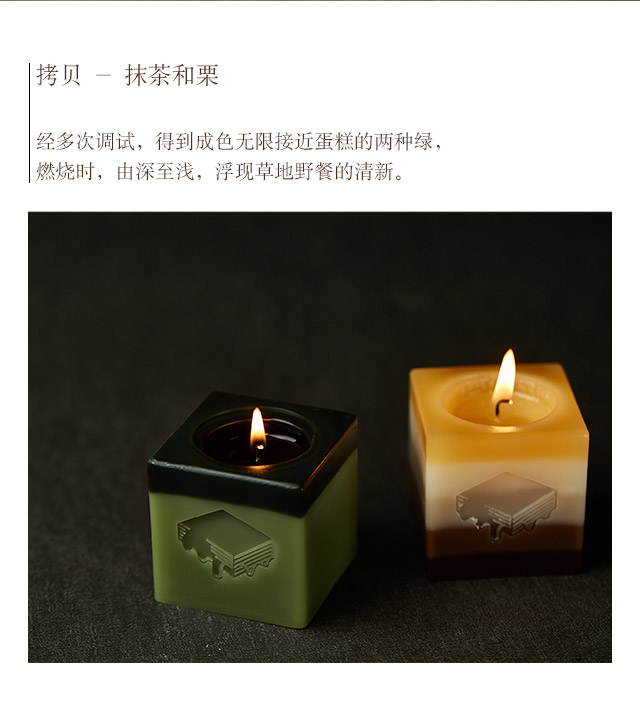 拷贝 – 抹茶和栗
经多次调试，得到成色无限接近蛋糕的两种绿，
燃烧时，由深至浅，浮现草地野餐的清新。